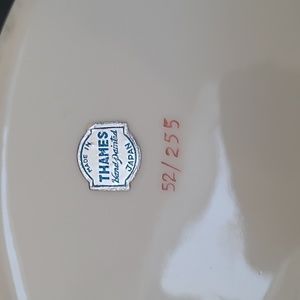 MADE IN
THAMES
Hand Painted
JAPAN
52/255